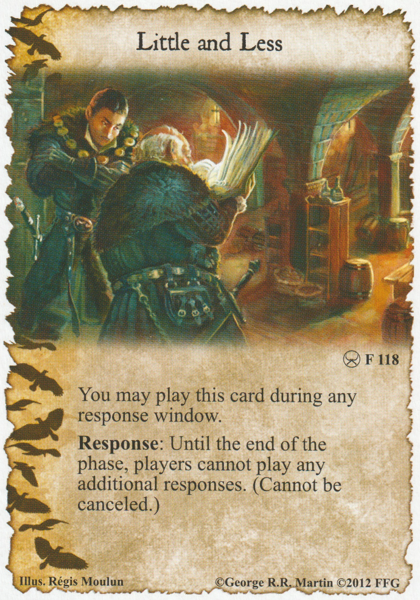 Little and Less
F 118
You may play this card during any
response window.
Response: Until the end of the
phase, players cannot play any
additional responses. (Cannot be
canceled.)
Illus. Régis Moulun
©George R.R. Martin ©2012 FFG